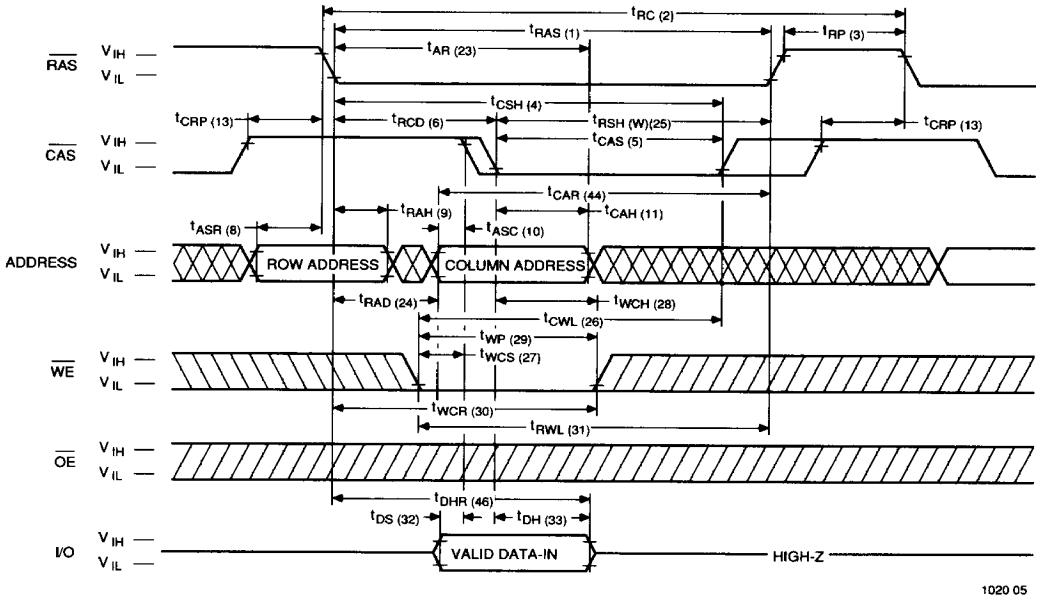 tRC (2)
tRAS (1)
tRP (3)
tAR (23)
RAS
VIH
VIL
tCSH (4)
tCRP (13)
tRCD (6)
tRSH (W)(25)
tCRP (13)
tCAS (5)
CAS
VIH
VIL
tCAR (44)
tRAH (9)
tCAH (11)
tASR (8)
tASC (10)
ADDRESS
VIH
VIL
ROW ADDRESS
COLUMN ADDRESS
tRAD (24)
tWCH (28)
tCWL (26)
tWP (29)
tWCS (27)
WE
VIH
VIL
tWCR (30)
tRWL (31)
OE
VIH
VIL
tDHR (46)
tDS (32)
tDH (33)
I/O
VIH
VIL
VALID DATA-IN
HIGH-Z
1020 05